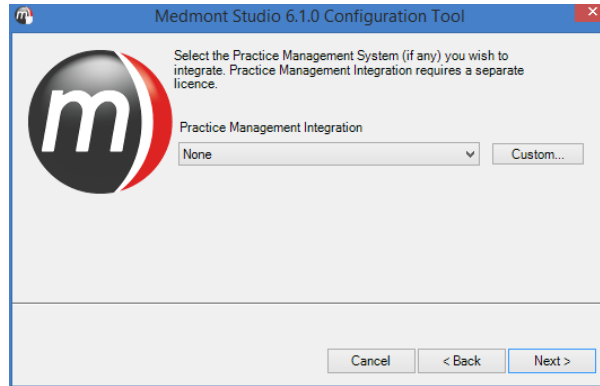 Medmont Studio 6.1.0 Configuration Tool
m
Select the Practice Management System (if any) you wish to
integrate. Practice Management Integration requires a separate
licence.
Practice Management Integration
None
Custom...
Cancel
< Back
Next >